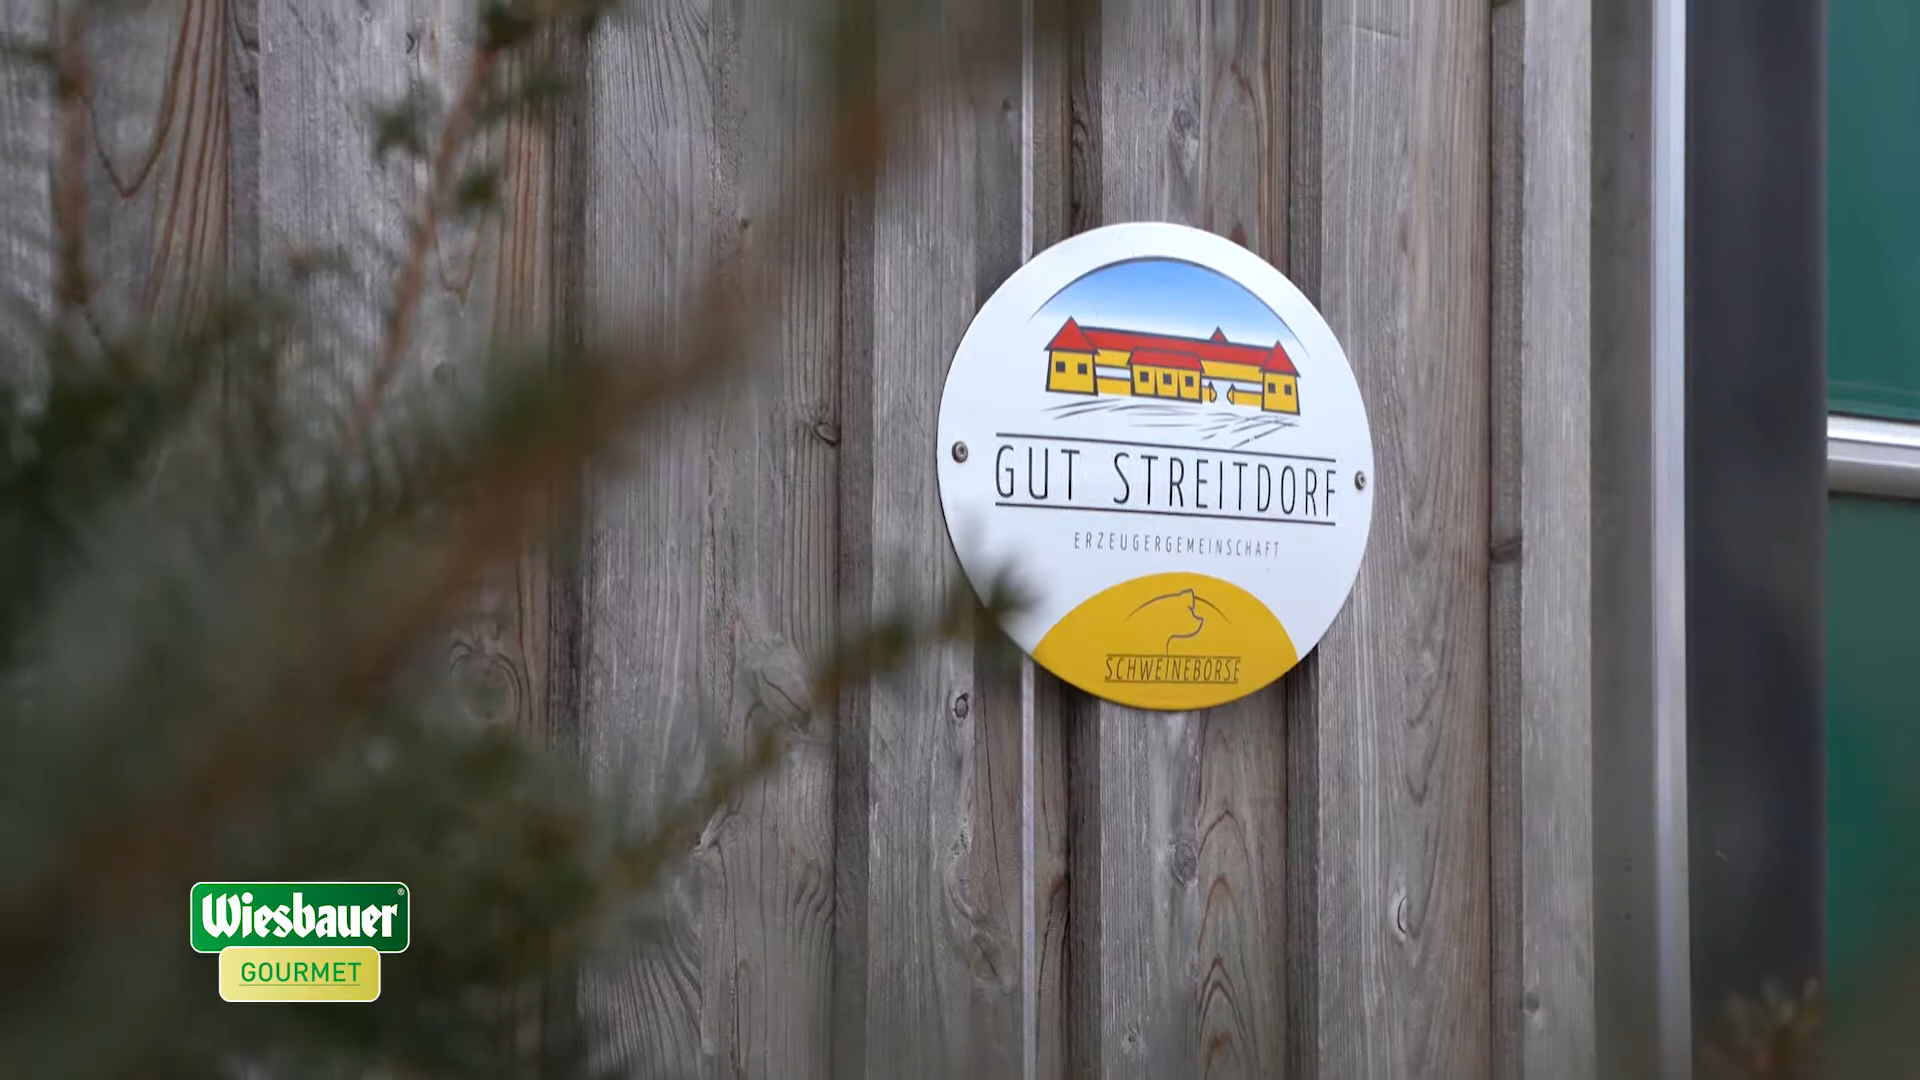 GUT STREITDORF
ERZEUGERGEMEINSCHAFT
SCHWEINEBÖRSE
Wiesbauer®
GOURMET